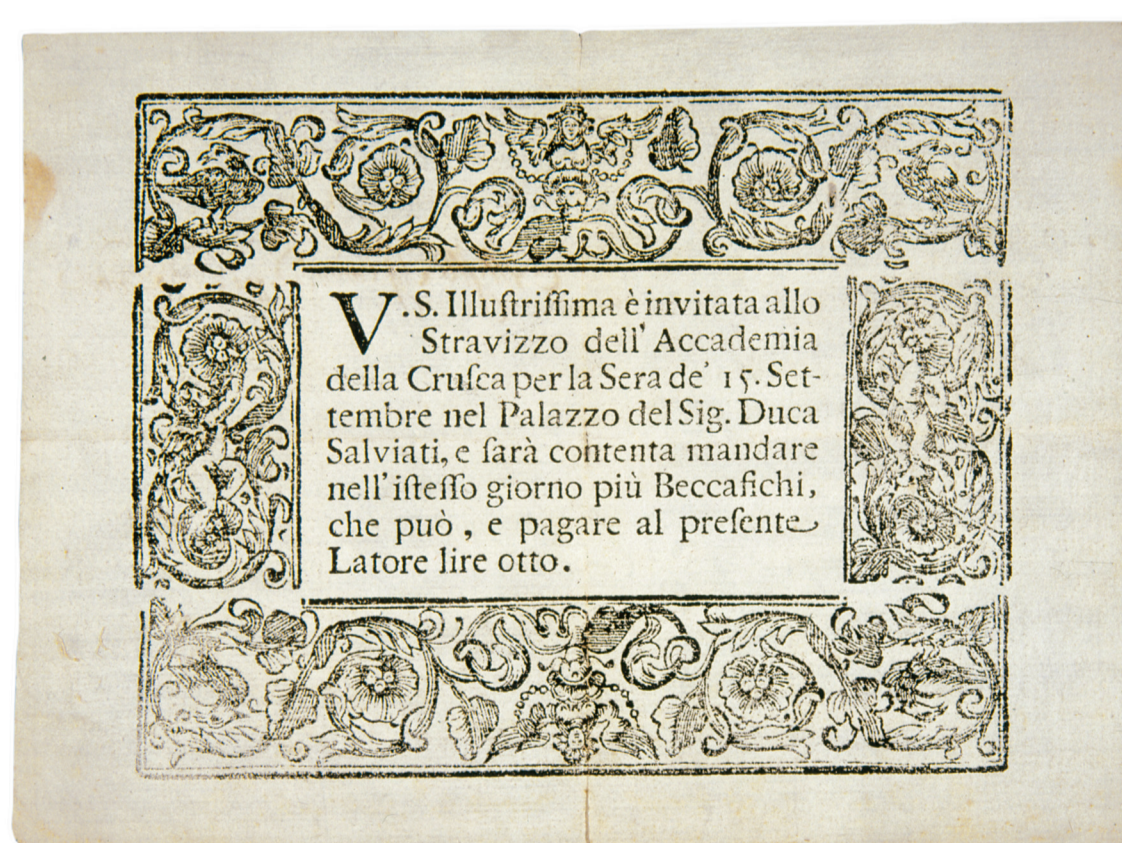 V.S. Illuſtriſſima è invitata allo
Stravizzo dell' Accademia
della Cruſca per la Sera de' 15. Set-
tembre nel Palazzo del Sig. Duca
Salviati, e ſarà contenta mandare
nell'iſteſſo giorno più Beccafichi,
che può, e pagare al preſente
Latore lire otto.